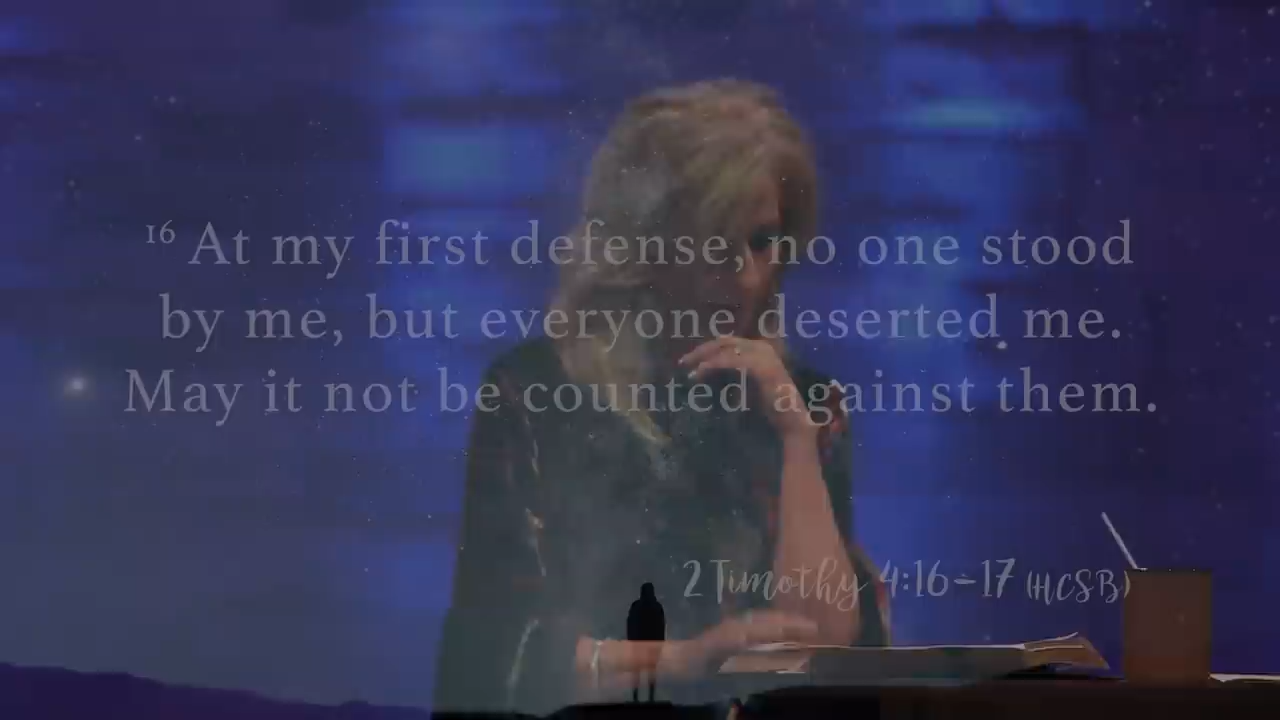 ¹⁶ At my first defense, no one stood
by me, but everyone deserted me.
May it not be counted against them.
2 Timothy 4:16-17 (HCSB)